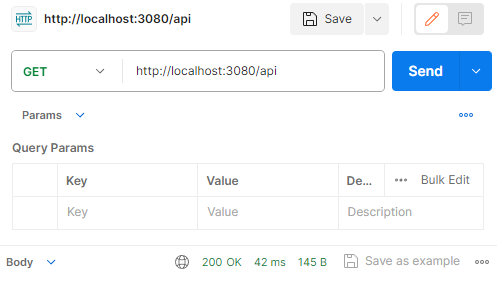 HTTP http://localhost:3080/api Save
GET http://localhost:3080/api Send
Params
Query Params
Key Value De... Bulk Edit
Key Value Description
Body 200 OK 42 ms 145 B Save as example